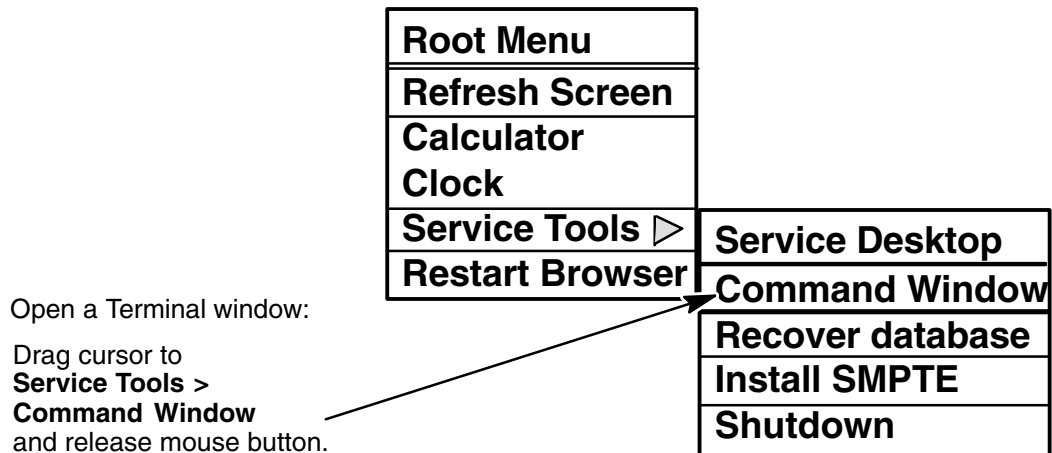 Root Menu
Refresh Screen
Calculator
Clock
Service Tools
Restart Browser
Service Desktop
Command Window
Recover database
Install SMPTE
Shutdown
Open a Terminal window:
Drag cursor to
Service Tools >
Command Window
and release mouse button.